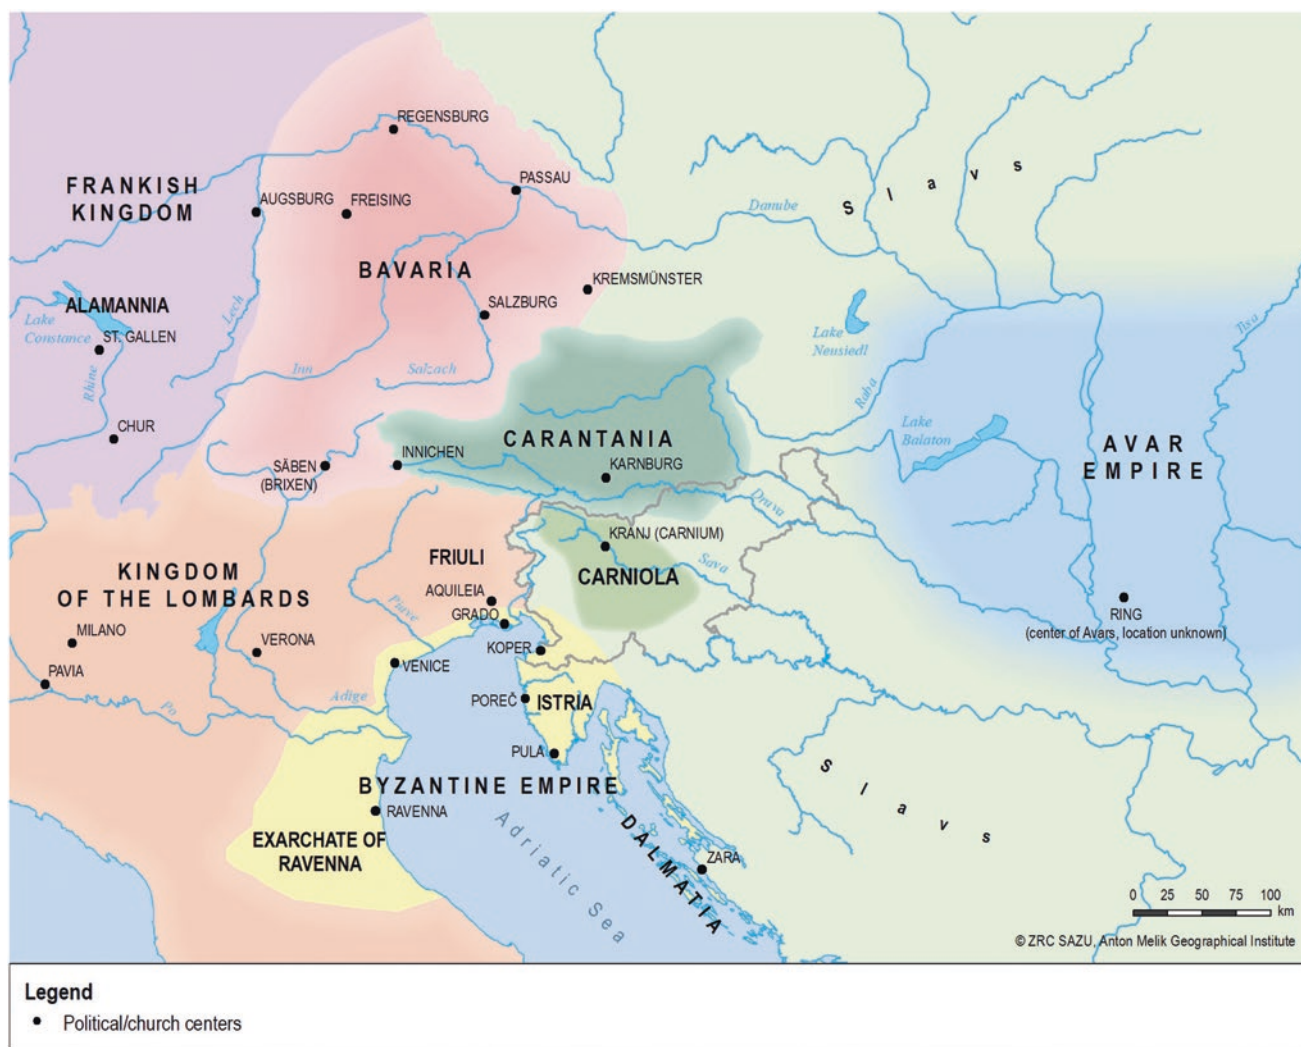 REGENSBURG
PASSAU
FRANKISH
KINGDOM
AUGSBURG
FREISING
Slavs
Danube
BAVARIA
KREMSMÜNSTER
ALAMANNIA
SALZBURG
Lake
Constance
ST. GALLEN
Lech
Rhine
Inn
Salzach
Lake
Neusiedl
Tisa
Raba
CHUR
Lake
Balaton
CARANTANIA
INNICHEN
KARNBURG
AVAR
EMPIRE
SÄBEN
(BRIXEN)
Drava
KRANJ (CARNIUM)
Sava
FRIULI
CARNIOLA
KINGDOM
OF THE LOMBARDS
AQUILEIA
GRADO
Piave
RING
(center of Avars, location unknown)
MILANO
VERONA
KOPER
VENICE
PAVIA
Adige
Po
POREČ
ISTRIA
PULA
BYZANTINE EMPIRE
Slavs
RAVENNA
EXARCHATE OF
RAVENNA
Adriatic Sea
DALMATIA
ZARA
0 25 50 75 100
km
© ZRC SAZU, Anton Melik Geographical Institute
Legend
Political/church centers